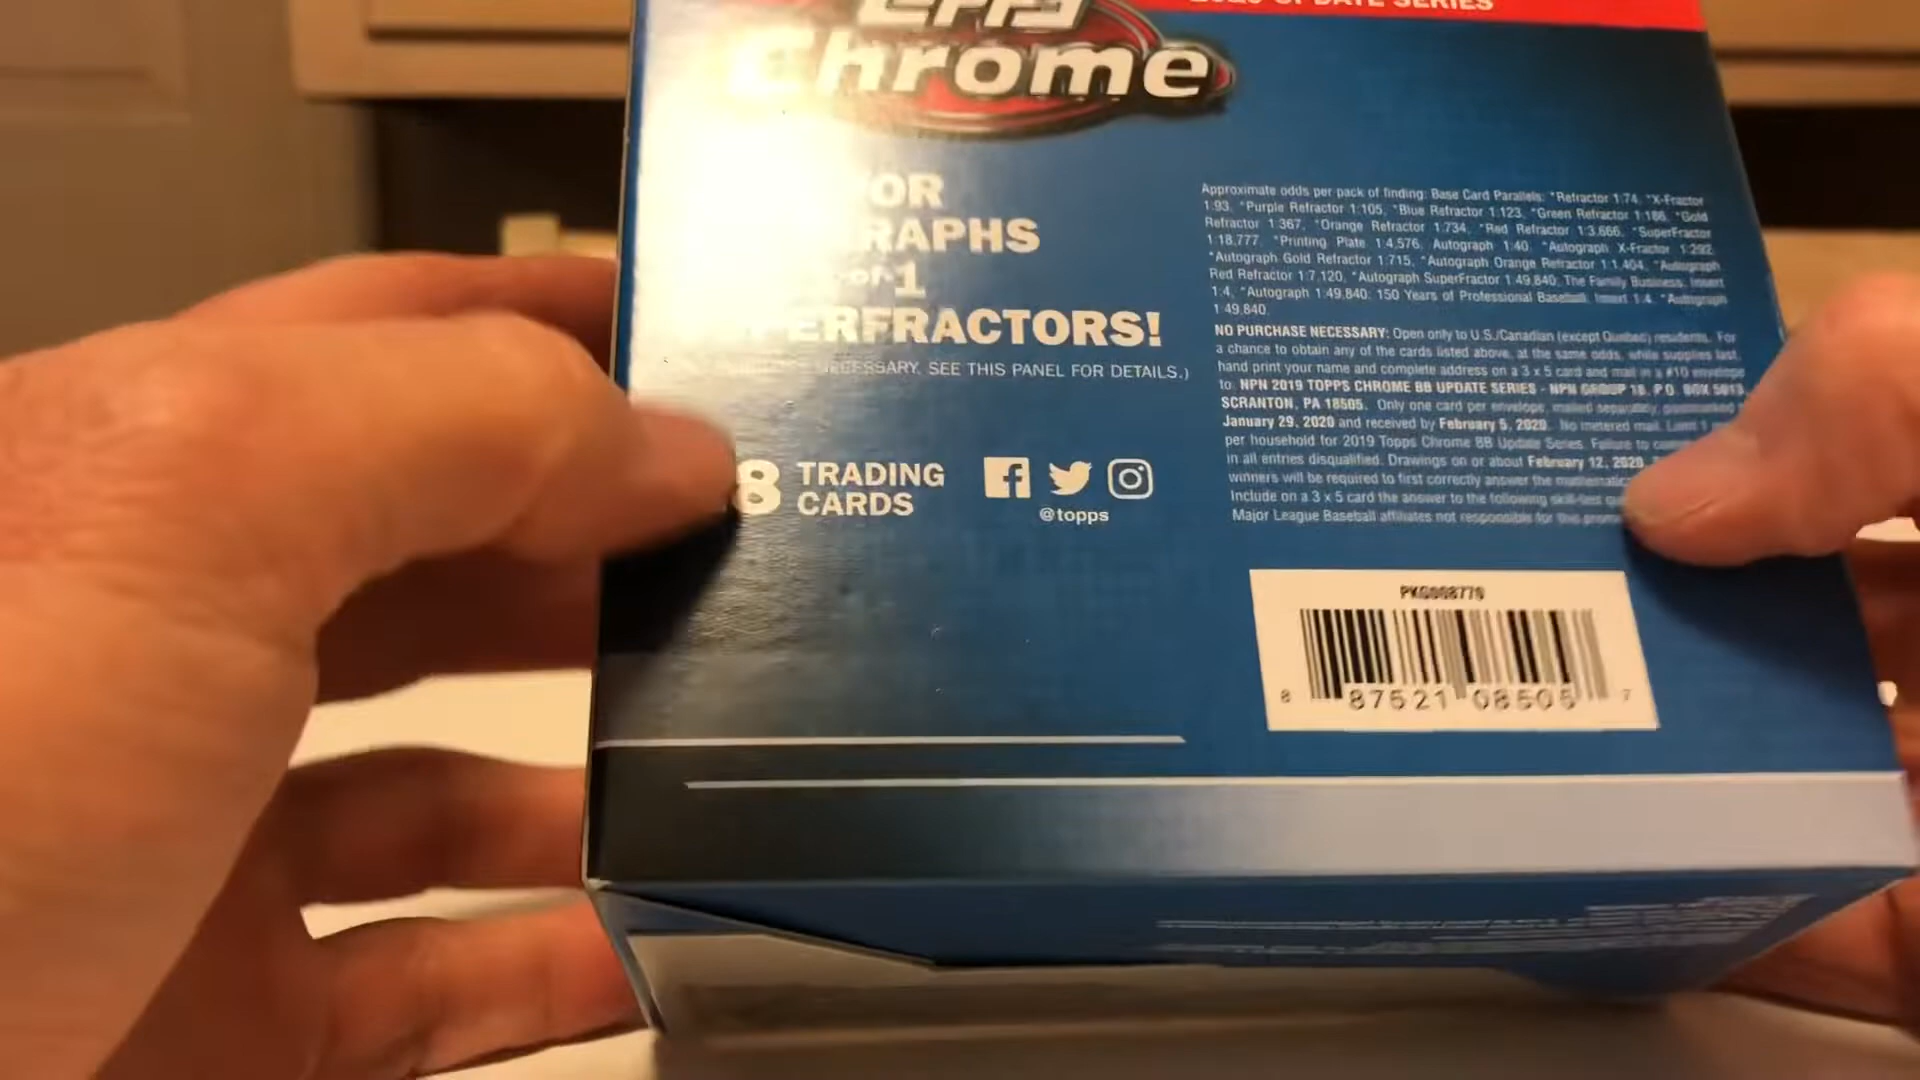 Chrome
UPDATE SERIES
OR
RAPHS
-of-1
ERFRACTORS!
NECESSARY. SEE THIS PANEL FOR DETAILS.)
8 TRADING
CARDS
@topps
Approximate odds per pack of finding: Base Card Parallels: *Refractor 1:74, *X-Fractor
1:93, *Purple Refractor 1:105, *Blue Refractor 1:123, *Green Refractor 1:186, *Gold
Refractor 1:367, *Orange Refractor 1:734, *Red Refractor 1:3,666, *SuperFractor
1:18,777, *Printing Plate 1:4,576, Autograph 1:40, *Autograph X-Fractor 1:292,
*Autograph Gold Refractor 1:715, *Autograph Orange Refractor 1:1,404, *Autograph
Red Refractor 1:7,120, *Autograph SuperFractor 1:49,840, The Family Business, Insert
1:4, *Autograph 1:49,840; 150 Years of Professional Baseball, Insert 1:4, *Autograph
1:49,840.
NO PURCHASE NECESSARY: Open only to U.S./Canadian (except Quebec) residents. For
a chance to obtain any of the cards listed above, at the same odds, while supplies last,
hand print your name and complete address on a 3 x 5 card and mail in a #10 envelope
to: NPN 2019 TOPPS CHROME BB UPDATE SERIES - NPN GROUP 18, P.O. BOX
SCRANTON, PA 18505. Only one card per envelope, mailed separately, postmarked
January 29, 2020 and received by February 5, 2020. No metered mail. Limit 1
per household for 2019 Topps Chrome BB Update Series. Failure to
in all entries disqualified. Drawings on or about February 12, 2020.
winners will be required to first correctly answer the
Include on a 3 x 5 card the answer to the following skill-test
Major League Baseball affiliates not responsible for this
PKG008770
8 87521 08505 7